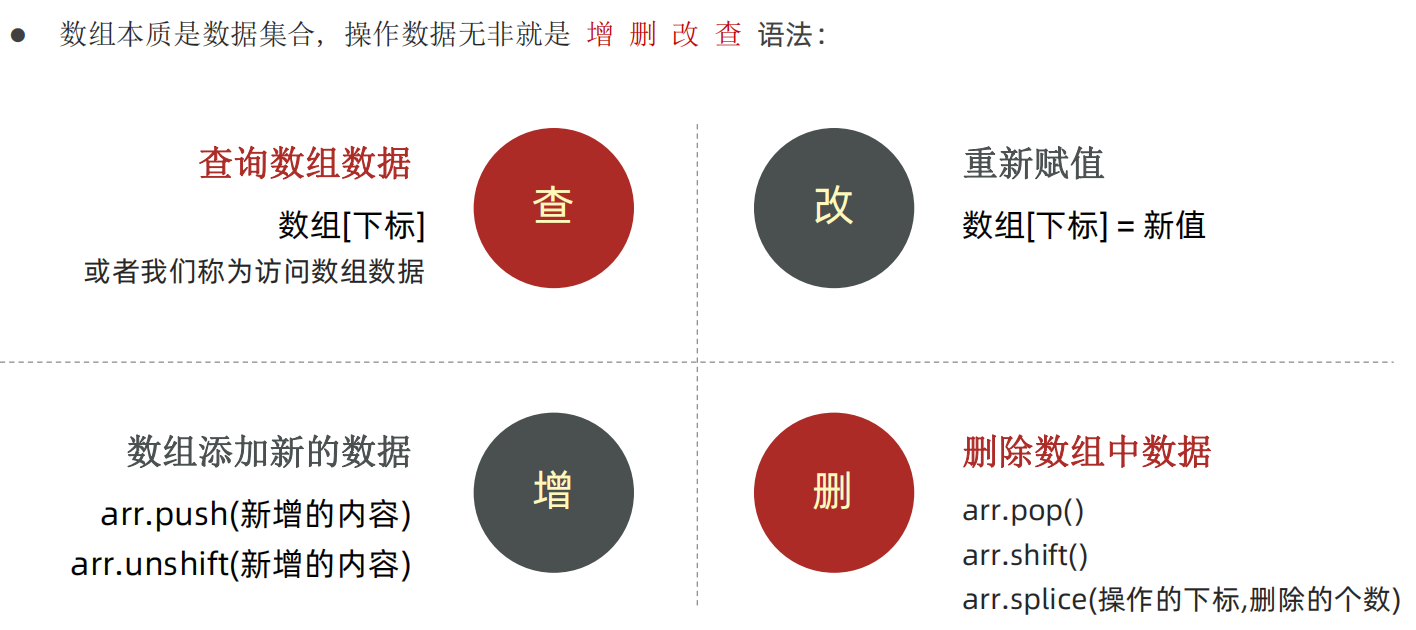 ● 数组本质是数据集合，操作数据无非就是 增 删 改 查 语法：
查询数组数据
数组[下标]
或者我们称为访问数组数据
查
改
重新赋值
数组[下标] = 新值
数组添加新的数据
arr.push(新增的内容)
arr.unshift(新增的内容)
增
删
删除数组中数据
arr.pop()
arr.shift()
arr.splice(操作的下标,删除的个数)